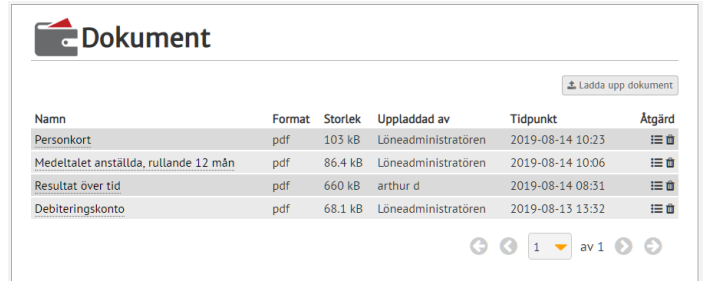 Dokument
Ladda upp dokument
Namn Format Storlek Uppladdad av Tidpunkt Åtgärd
Personkort pdf 103 kB Löneadministratören 2019-08-14 10:23
Medeltalet anställda, rullande 12 mån pdf 86.4 kB Löneadministratören 2019-08-14 10:06
Resultat över tid pdf 660 kB arthur d 2019-08-14 08:31
Debiteringskonto pdf 68.1 kB Löneadministratören 2019-08-13 13:32
1 av 1